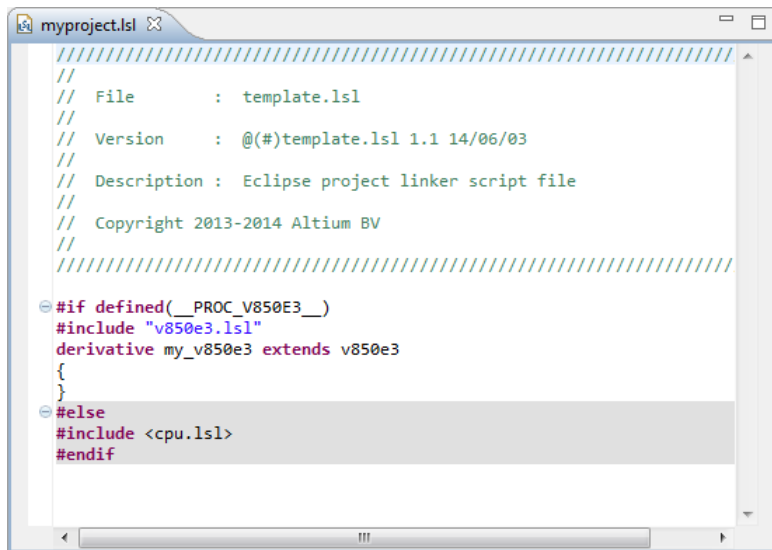 myproject.lsl
//////////////////////////////////////////////////////////////////////
//
//  File        :  template.lsl
//
//  Version     :  @(#)template.lsl 1.1 14/06/03
//
//  Description :  Eclipse project linker script file
//
//  Copyright 2013-2014 Altium BV
//
//////////////////////////////////////////////////////////////////////
#if defined(__PROC_V850E3__)
#include "v850e3.lsl"
derivative my_v850e3 extends v850e3
{
}
#else
#include <cpu.lsl>
#endif